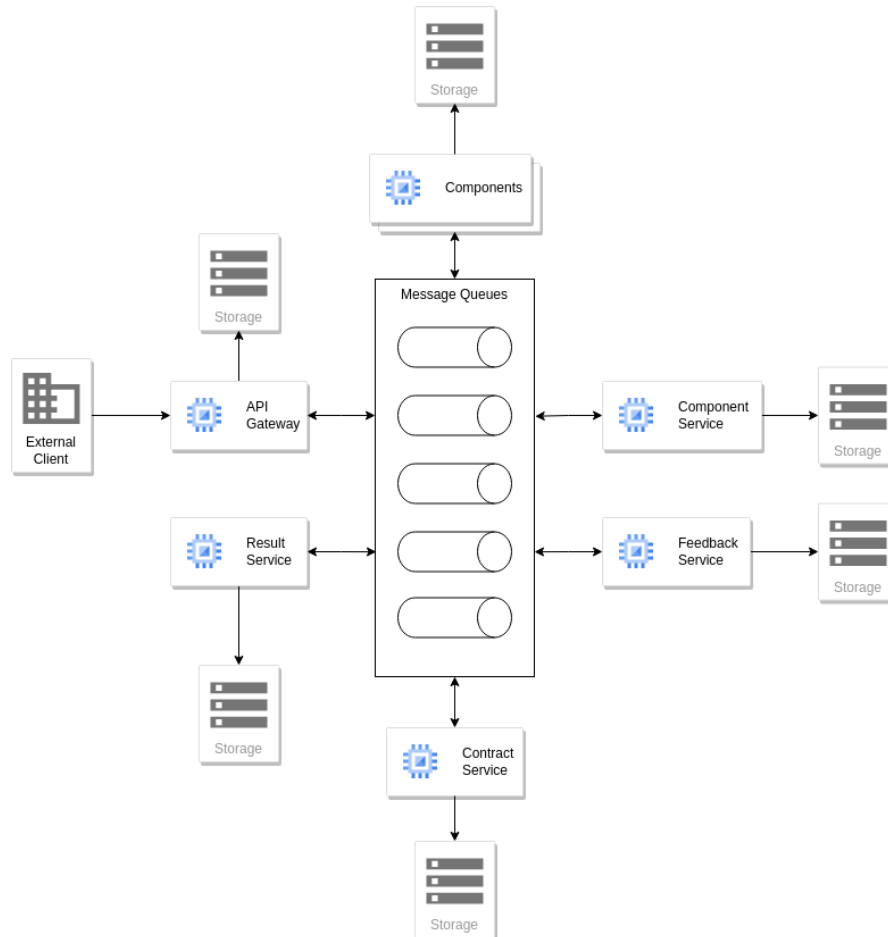 Storage
Components
Storage
Message Queues
External
Client
API
Gateway
Component
Service
Storage
Result
Service
Feedback
Service
Storage
Storage
Contract
Service
Storage